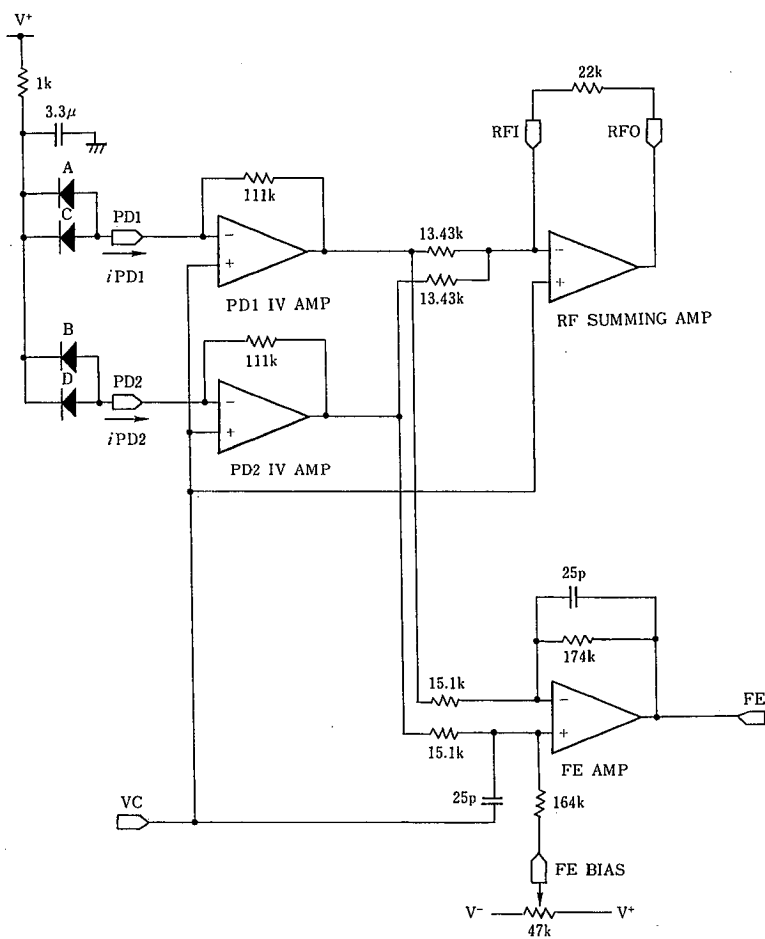 V⁺
1k
3.3μ
A
C
PD1
iPD1
111k
−
+
PD1 IV AMP
B
D
PD2
iPD2
111k
−
+
PD2 IV AMP
22k
RFI
RFO
13.43k
13.43k
−
+
RF SUMMING AMP
25p
174k
15.1k
15.1k
−
+
FE
FE AMP
25p
164k
VC
FE BIAS
V⁻
V⁺
47k